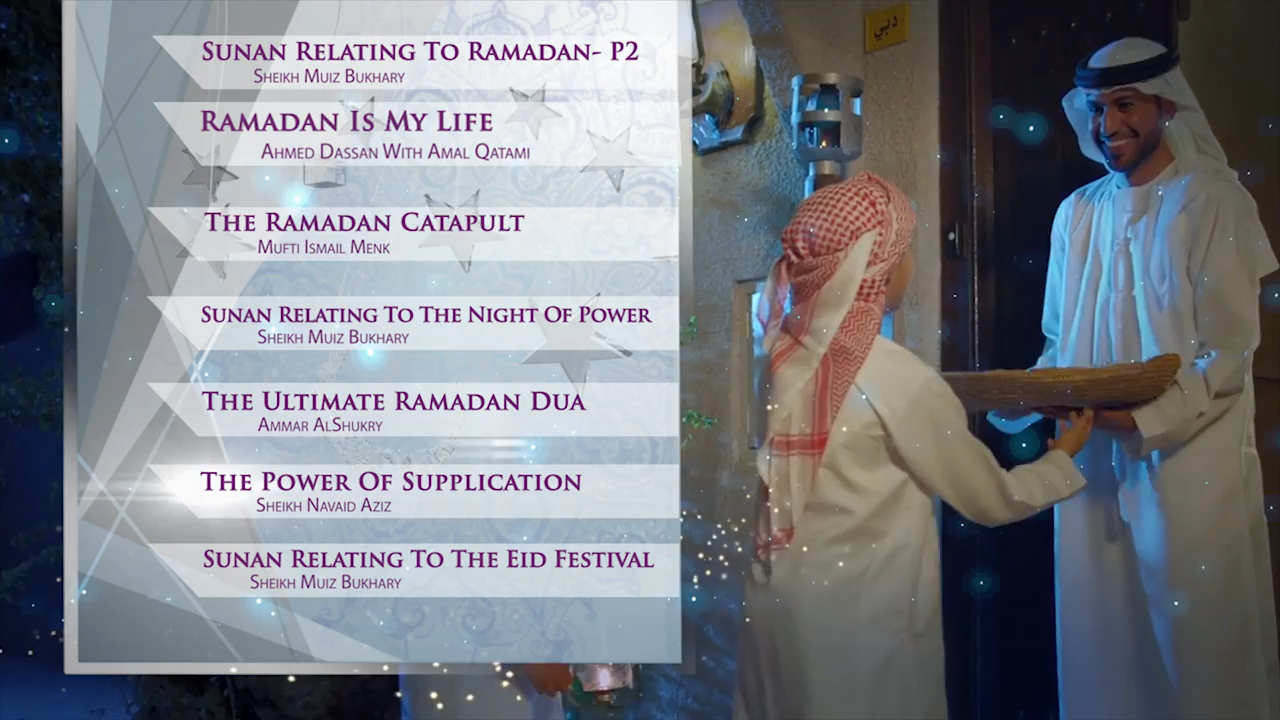 Sunan Relating To Ramadan- P2
Sheikh Muiz Bukhary
Ramadan Is My Life
Ahmed Dassan With Amal Qatami
The Ramadan Catapult
Mufti Ismail Menk
Sunan Relating To The Night Of Power
Sheikh Muiz Bukhary
The Ultimate Ramadan Dua
Ammar AlShukry
The Power Of Supplication
Sheikh Navaid Aziz
Sunan Relating To The Eid Festival
Sheikh Muiz Bukhary
دبي